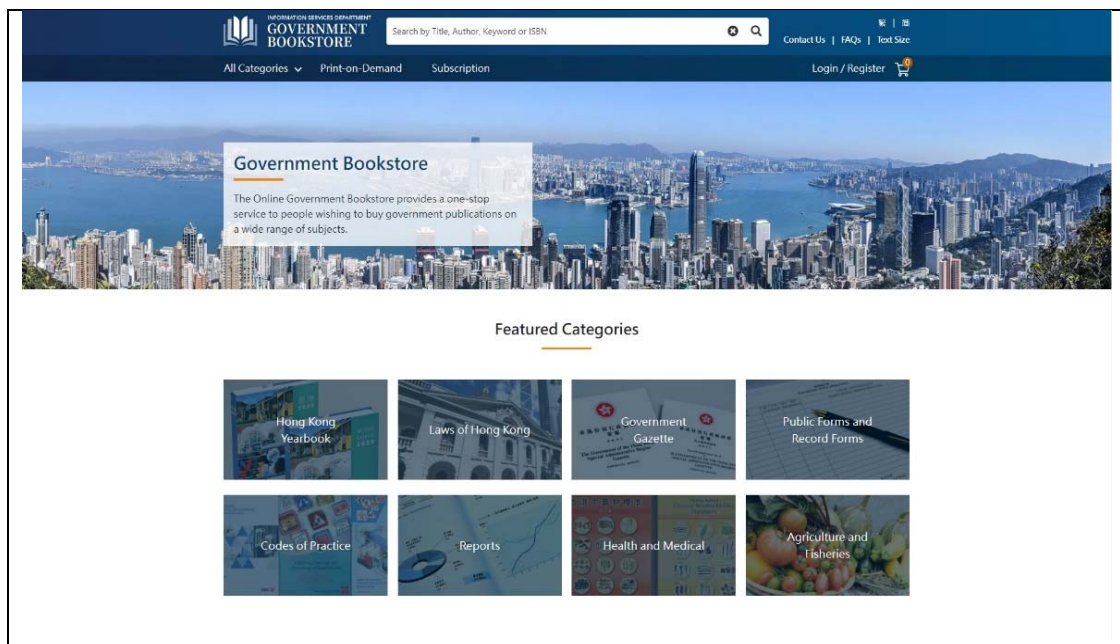 INFORMATION SERVICES DEPARTMENT
GOVERNMENT
BOOKSTORE
Search by Title, Author, Keyword or ISBN
繁 | 简
Contact Us | FAQs | Text Size
All Categories
Print-on-Demand
Subscription
Login / Register
0
Government Bookstore
The Online Government Bookstore provides a one-stop
service to people wishing to buy government publications on
a wide range of subjects.
Featured Categories
Hong Kong
Yearbook
Laws of Hong Kong
Government
Gazette
Public Forms and
Record Forms
Codes of Practice
Reports
Health and Medical
Agriculture and
Fisheries